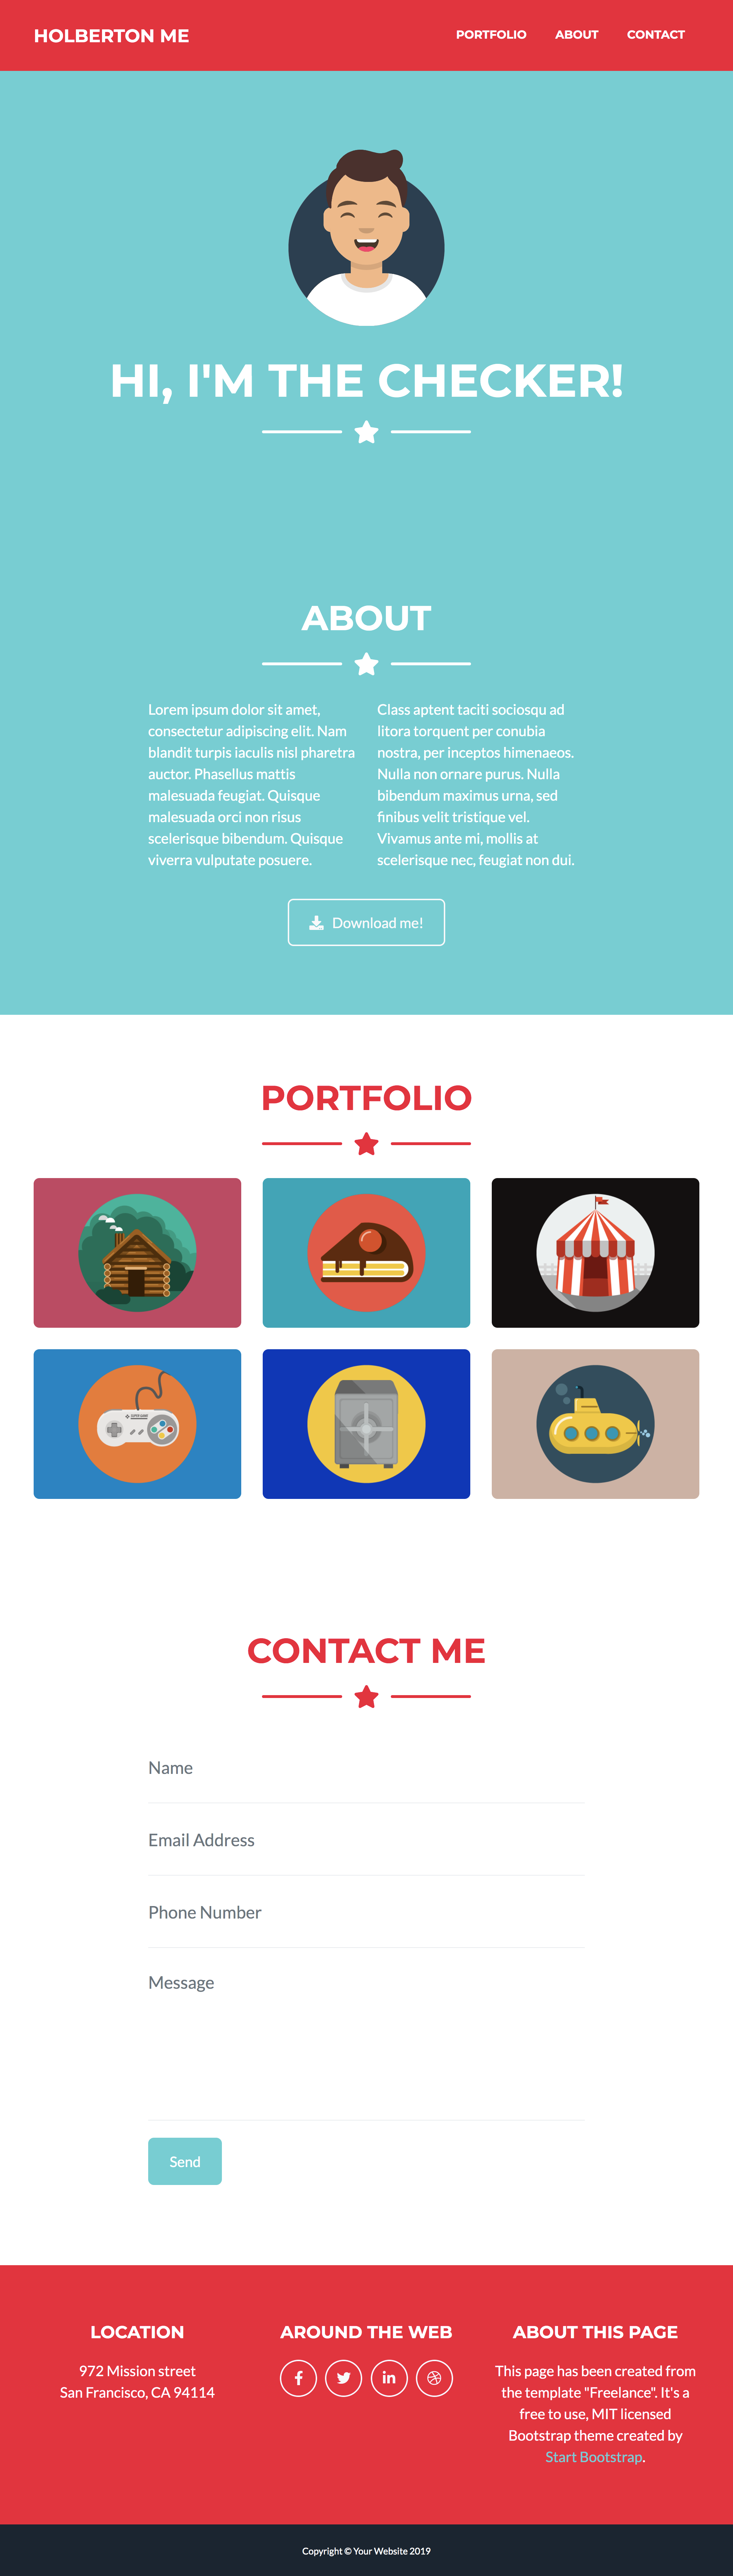 HOLBERTON ME
PORTFOLIO ABOUT CONTACT
HI, I'M THE CHECKER!
ABOUT
Lorem ipsum dolor sit amet,
consectetur adipiscing elit. Nam
blandit turpis iaculis nisl pharetra
auctor. Phasellus mattis
malesuada feugiat. Quisque
malesuada orci non risus
scelerisque bibendum. Quisque
viverra vulputate posuere.
Class aptent taciti sociosqu ad
litora torquent per conubia
nostra, per inceptos himenaeos.
Nulla non ornare purus. Nulla
bibendum maximus urna, sed
finibus velit tristique vel.
Vivamus ante mi, mollis at
scelerisque nec, feugiat non dui.
Download me!
PORTFOLIO
CONTACT ME
Name
Email Address
Phone Number
Message
Send
LOCATION
972 Mission street
San Francisco, CA 94114
AROUND THE WEB
ABOUT THIS PAGE
This page has been created from
the template "Freelance". It's a
free to use, MIT licensed
Bootstrap theme created by
Start Bootstrap.
Copyright © Your Website 2019